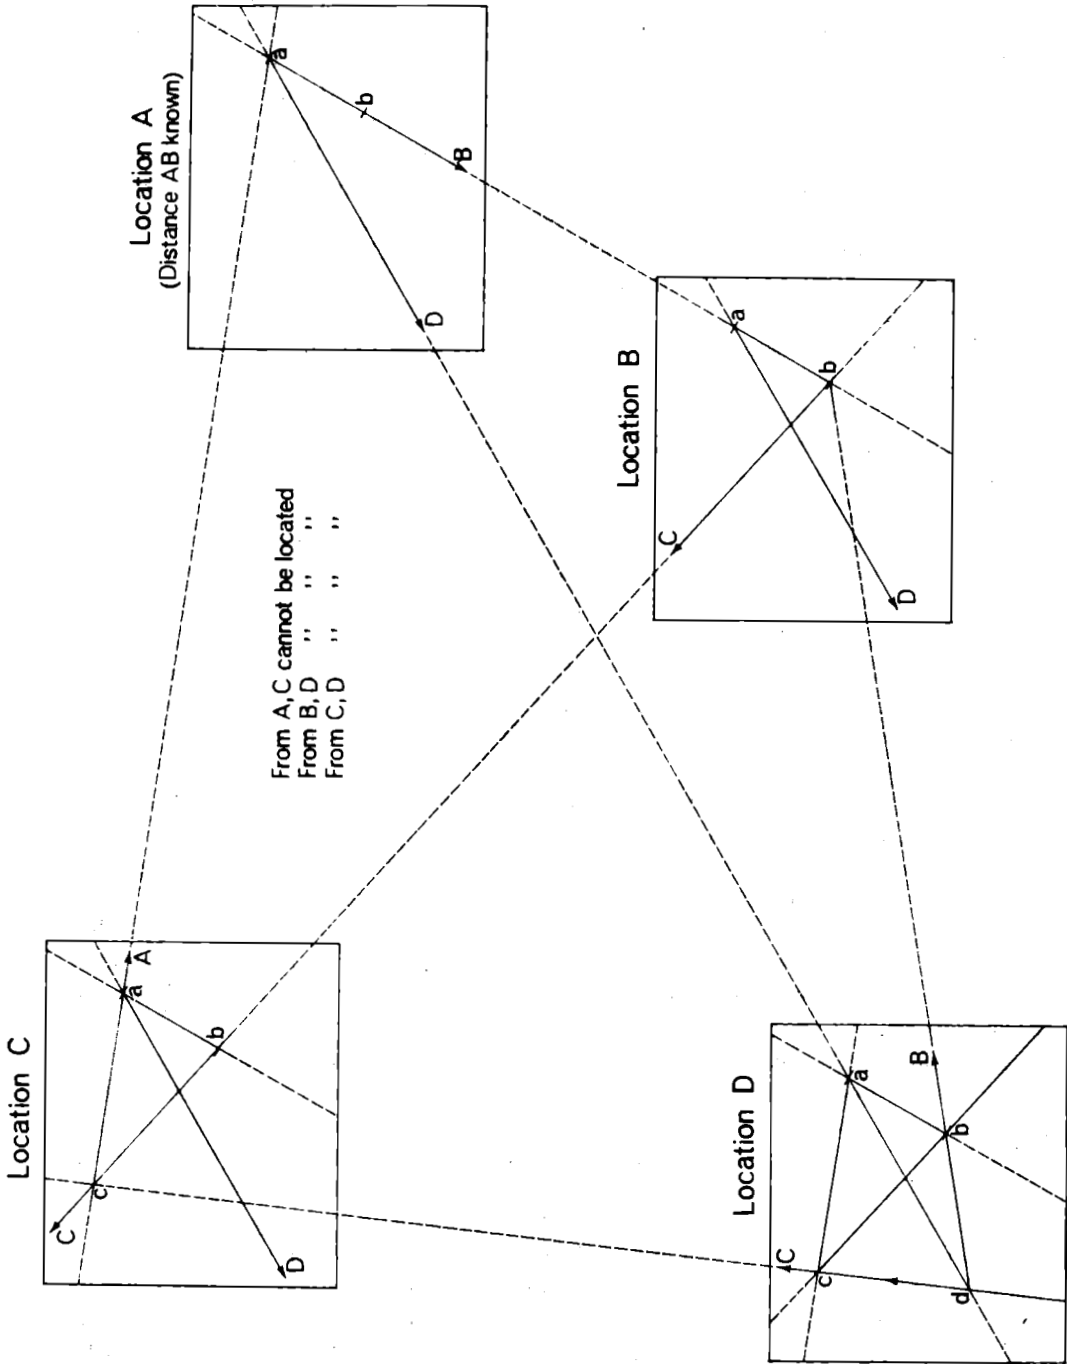 Location A
(Distance AB known)
a
b
B
D
Location B
a
b
C
D
From A, C cannot be located
From B, D ,, ,, ,,
From C, D ,, ,, ,,
Location C
A
a
b
c
C
D
Location D
a
B
b
C
c
d